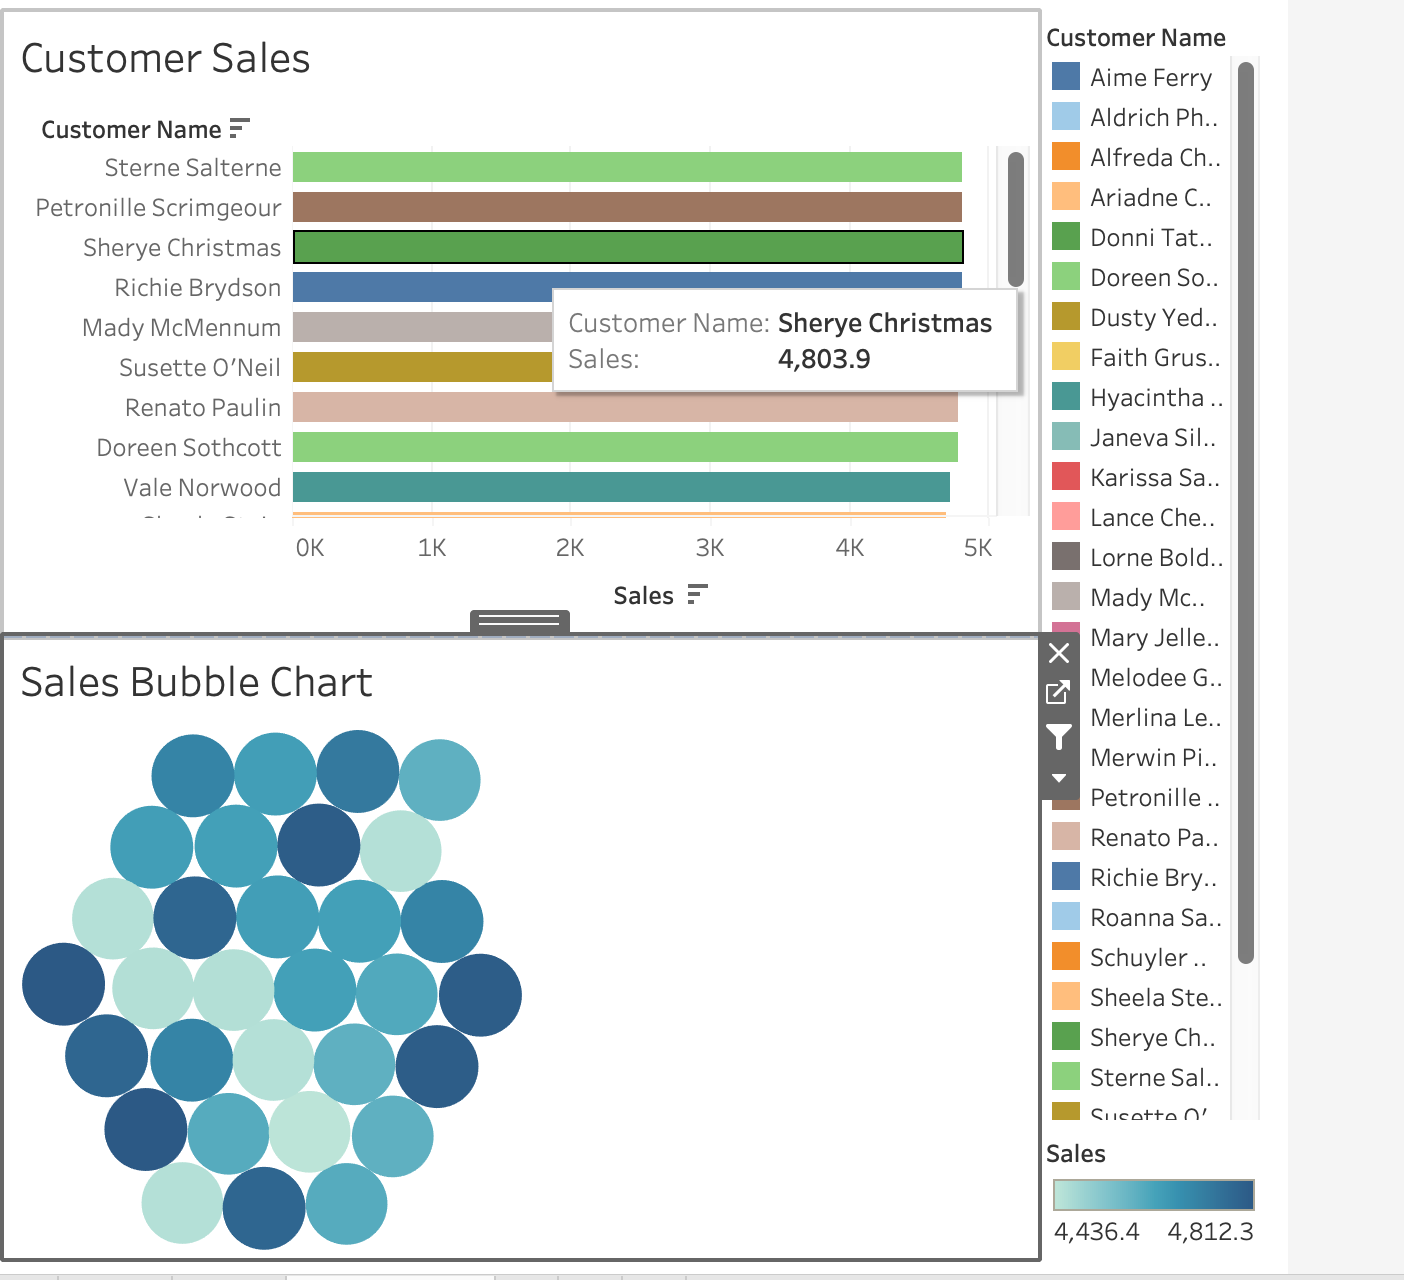 Customer Sales
Customer Name
Sterne Salterne
Petronille Scrimgeour
Sherye Christmas
Richie Brydson
Mady McMennum
Susette O'Neil
Renato Paulin
Doreen Sothcott
Vale Norwood
Customer Name: Sherye Christmas
Sales: 4,803.9
0K 1K 2K 3K 4K 5K
Sales
Sales Bubble Chart
Customer Name
Aime Ferry
Aldrich Ph..
Alfreda Ch..
Ariadne C..
Donni Tat..
Doreen So..
Dusty Yed..
Faith Grus..
Hyacintha ..
Janeva Sil..
Karissa Sa..
Lance Che..
Lorne Bold..
Mady Mc..
Mary Jelle..
Melodee G..
Merlina Le..
Merwin Pi..
Petronille ..
Renato Pa..
Richie Bry..
Roanna Sa..
Schuyler ..
Sheela Ste..
Sherye Ch..
Sterne Sal..
Susette O'
Sales
4,436.4 4,812.3